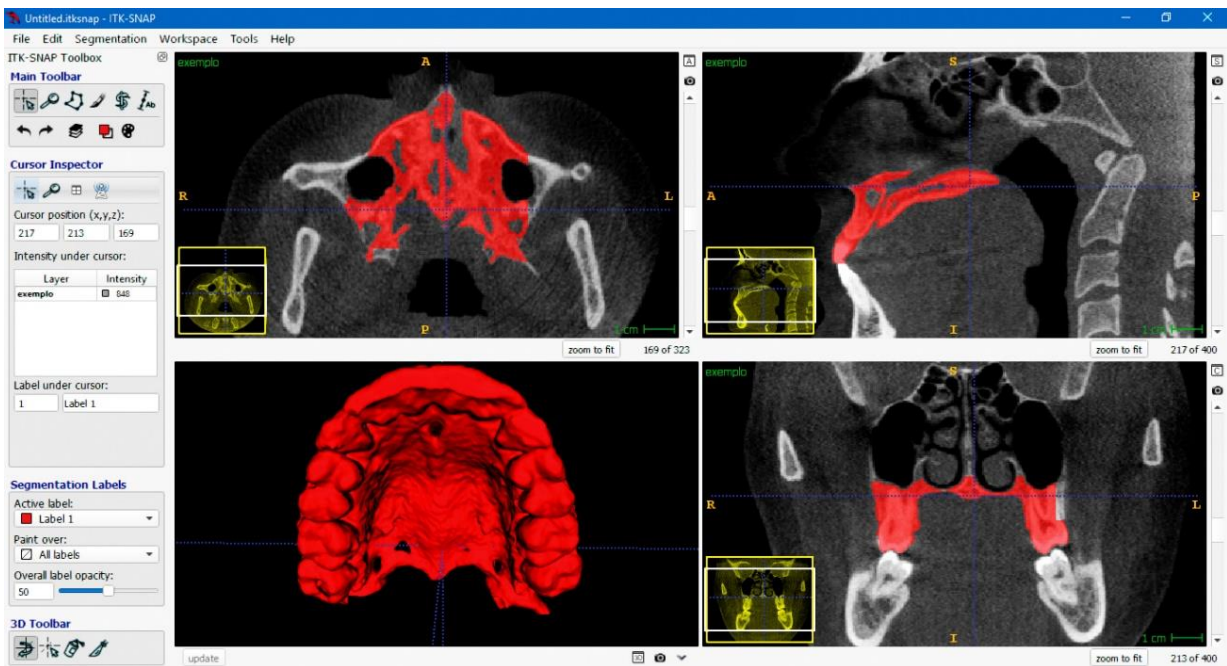 Untitled.itksnap - ITK-SNAP
File Edit Segmentation Workspace Tools Help
ITK-SNAP Toolbox
Main Toolbar
Ab
Cursor Inspector
Cursor position (x,y,z):
217 213 169
Intensity under cursor:
Layer Intensity
exemplo 848
Label under cursor:
1 Label 1
Segmentation Labels
Active label:
Label 1
Paint over:
All labels
Overall label opacity:
50
3D Toolbar
exemplo
A
R
L
P
1 cm
A
zoom to fit 169 of 323
exemplo
S
A
P
I
1 cm
S
zoom to fit 217 of 400
update
3D
exemplo
S
R
L
I
1 cm
C
zoom to fit 213 of 400